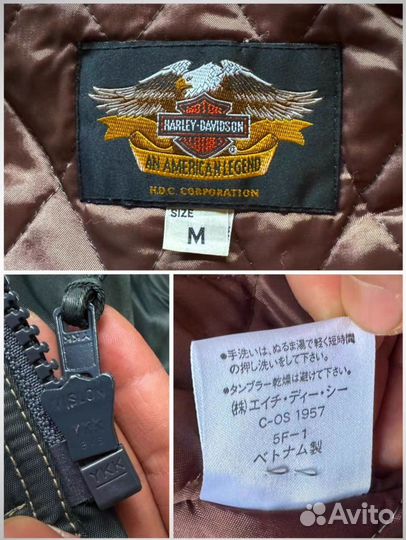 MOTOR
HARLEY-DAVIDSON
®
AN AMERICAN LEGEND
H.D.C. CORPORATION
SIZE
M
YKK
VISLON
YKK
YKK
●手洗いは、ぬるま湯で軽く短時間
の押し洗いをして下さい。
●タンブラー乾燥は避けて下さい。
(株)エイチ・ディー・シー
C-OS 1957
5F-1
ベトナム製
Avito